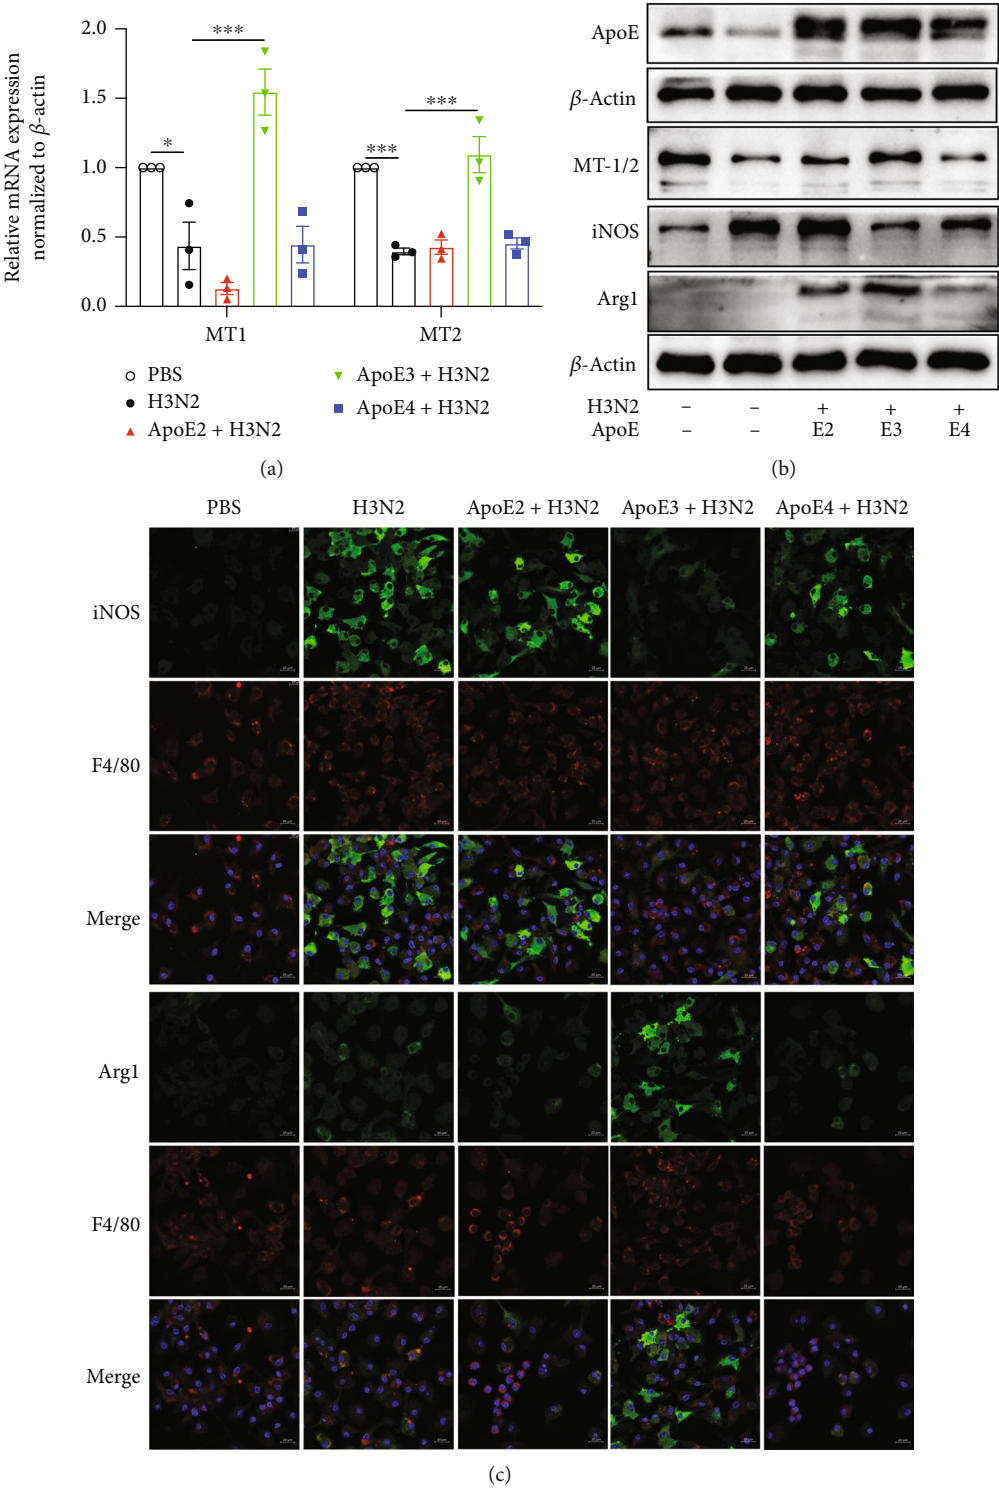 Relative mRNA expression
normalized to β-actin
2.0
1.5
1.0
0.5
0.0
***
*
***
***
MT1
MT2
PBS
H3N2
ApoE2 + H3N2
ApoE3 + H3N2
ApoE4 + H3N2
(a)
ApoE
β-Actin
MT-1/2
iNOS
Arg1
β-Actin
H3N2 – – + + +
ApoE – – E2 E3 E4
(b)
PBS H3N2 ApoE2 + H3N2 ApoE3 + H3N2 ApoE4 + H3N2
iNOS
F4/80
Merge
Arg1
F4/80
Merge
(c)